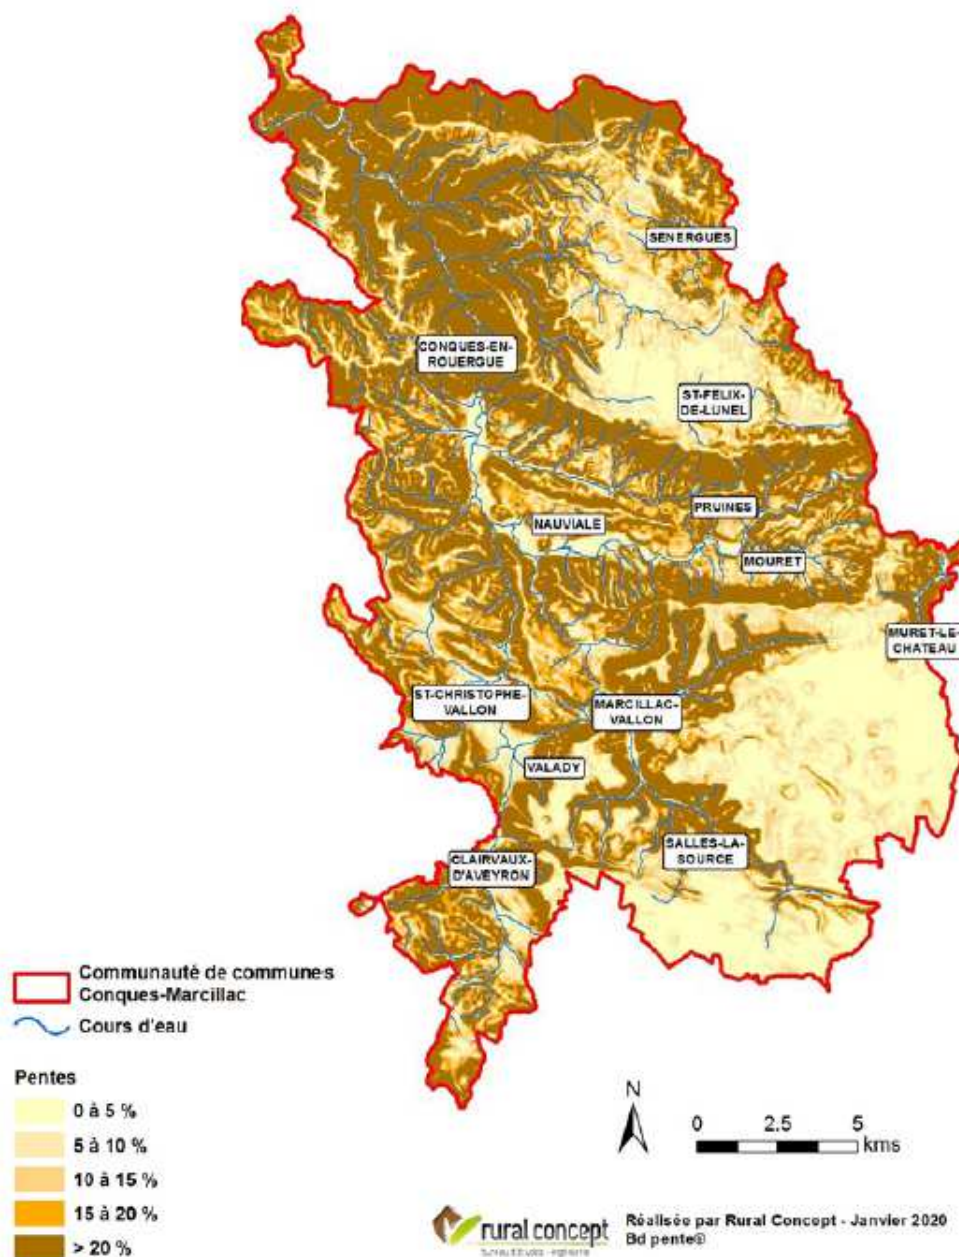 SENERGUES
CONQUES-EN-
ROUERGUE
ST-FELIX-
DE-LUNEL
PRUINES
NAUVIALE
MOURET
MURET-LE-
CHATEAU
ST-CHRISTOPHE-
VALLON
MARCILLAC-
VALLON
VALADY
SALLES-LA-
SOURCE
CLAIRVAUX-
D'AVEYRON
Communauté de communes
Conques-Marcillac
Cours d'eau
Pentes
0 à 5 %
5 à 10 %
10 à 15 %
15 à 20 %
> 20 %
N
0 2.5 5
kms
rural concept
Réalisée par Rural Concept - Janvier 2020
Bd pente®